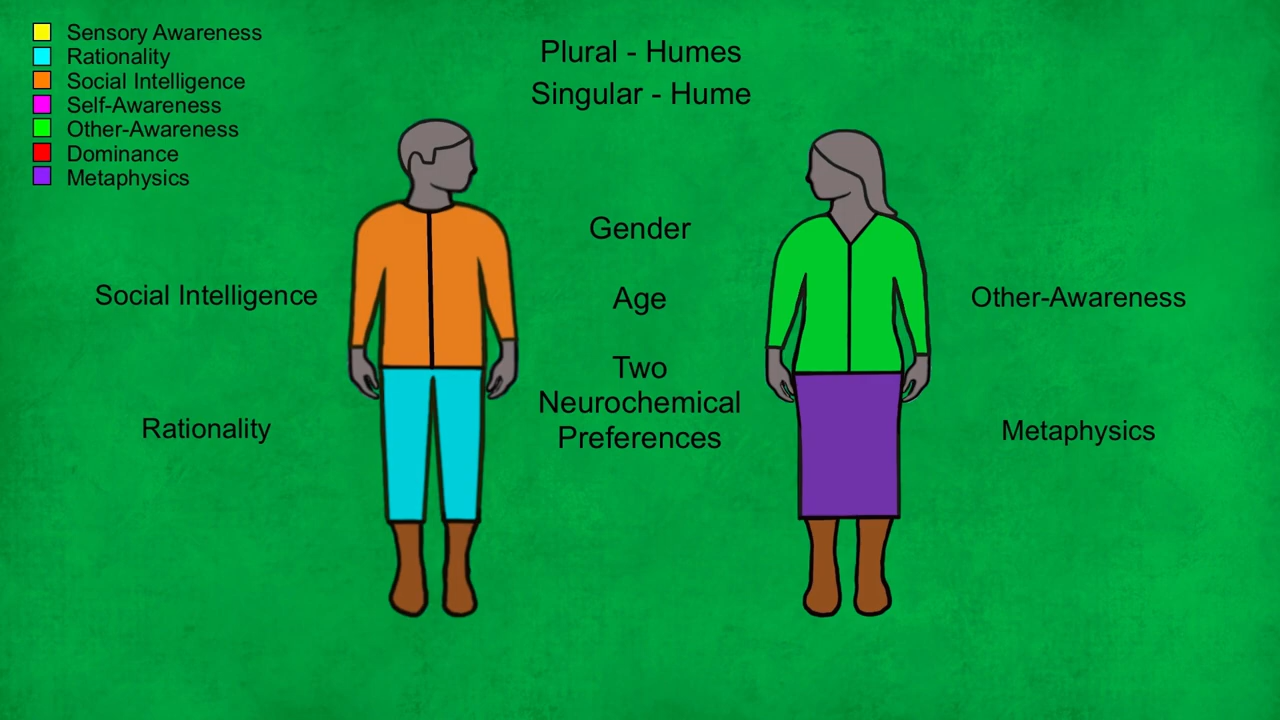 Sensory Awareness
Rationality
Social Intelligence
Self-Awareness
Other-Awareness
Dominance
Metaphysics
Plural - Humes
Singular - Hume
Gender
Age
Two
Neurochemical
Preferences
Social Intelligence
Rationality
Other-Awareness
Metaphysics